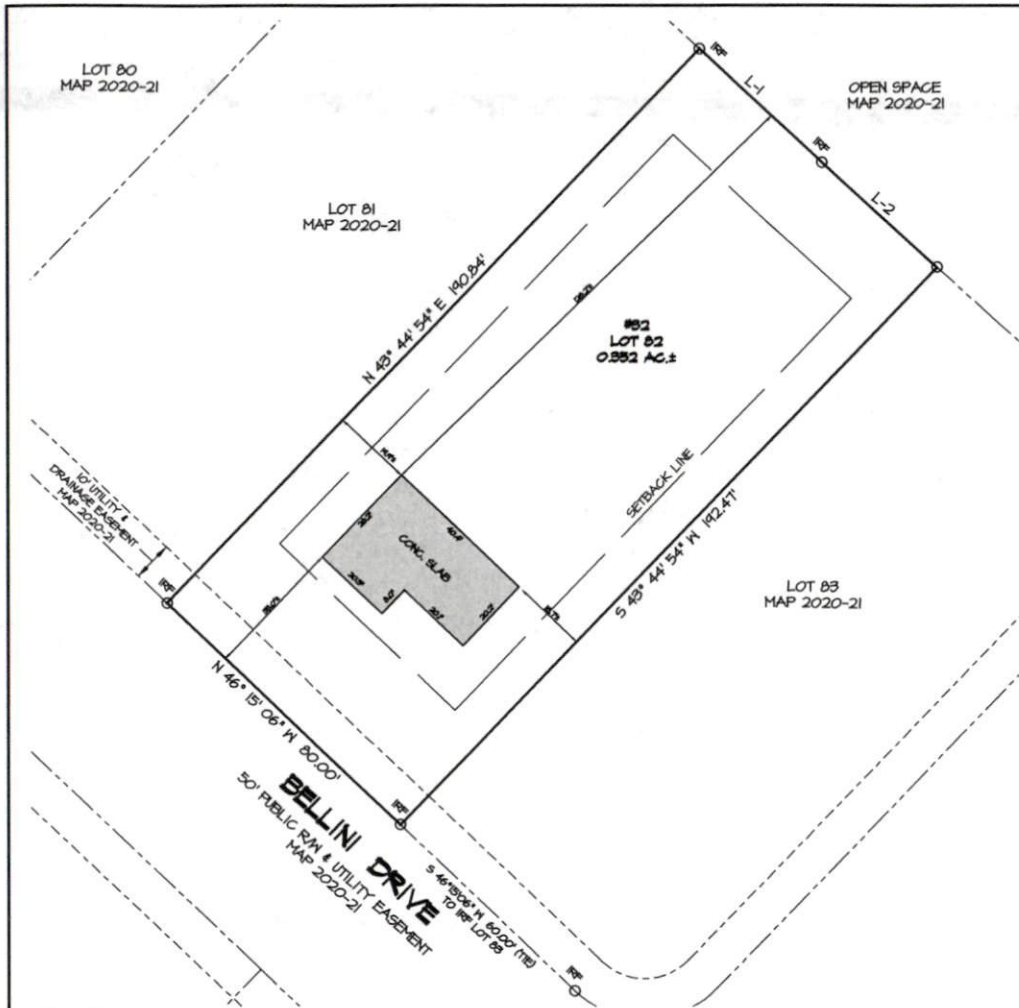 LOT 80
MAP 2020-21
OPEN SPACE
MAP 2020-21
IRF
L-1
IRF
L-2
LOT 81
MAP 2020-21
N 43° 44' 54" E 190.84'
#82
LOT 82
0.352 AC.±
SETBACK LINE
S 43° 44' 54" W 192.47'
10' UTILITY &
DRAINAGE EASEMENT
MAP 2020-21
CONC. SLAB
40.4'
20.1'
IRF
LOT 83
MAP 2020-21
N 46° 15' 06" W 80.00'
IRF
BELLINI DRIVE
50' PUBLIC R/W & UTILITY EASEMENT
MAP 2020-21
S 46°15'06" W 60.00' (TIE)
TO IRF LOT 83
IRF